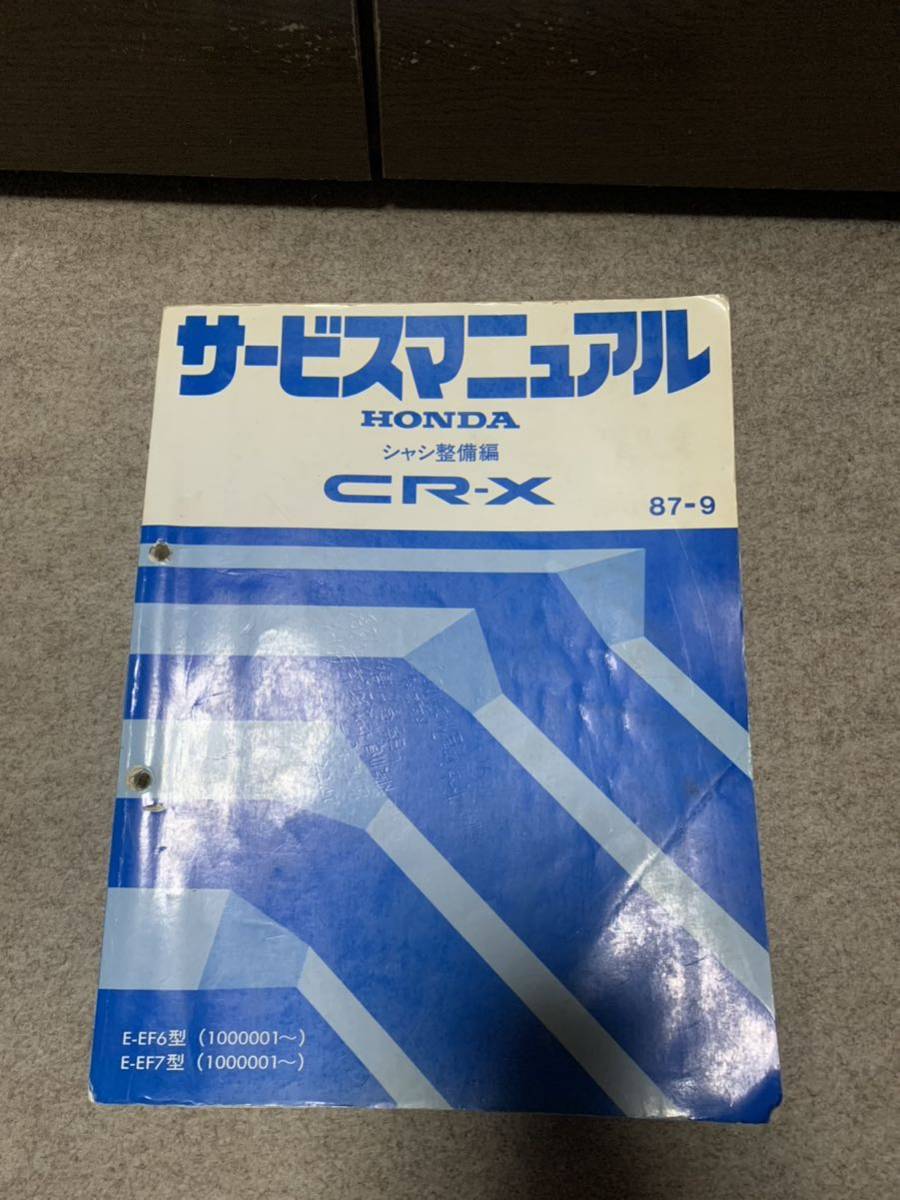 サービスマニュアル
HONDA
シャシ整備編
CR-X
87-9
E-EF6型 (1000001〜)
E-EF7型 (1000001〜)